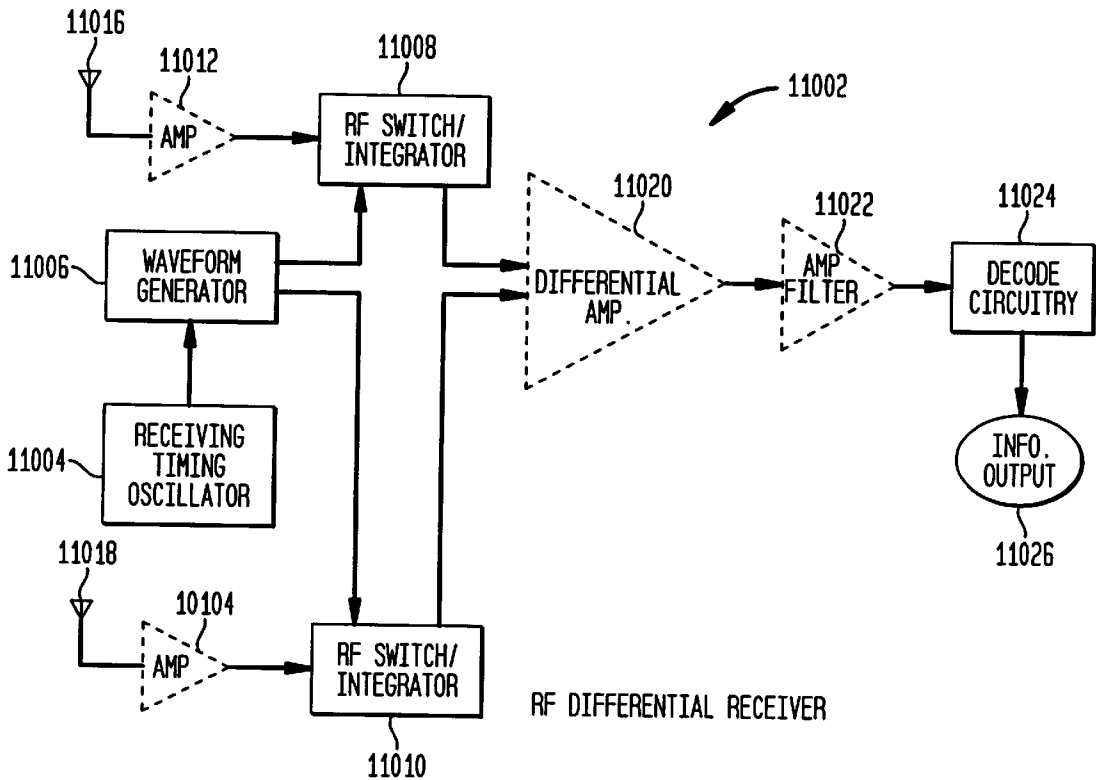 11016
11012
11008
AMP
RF SWITCH/
INTEGRATOR
11002
11020
11022
11024
11006
WAVEFORM
GENERATOR
DIFFERENTIAL
AMP.
AMP
FILTER
DECODE
CIRCUITRY
11004
RECEIVING
TIMING
OSCILLATOR
INFO.
OUTPUT
11026
11018
10104
AMP
RF SWITCH/
INTEGRATOR
11010
RF DIFFERENTIAL RECEIVER